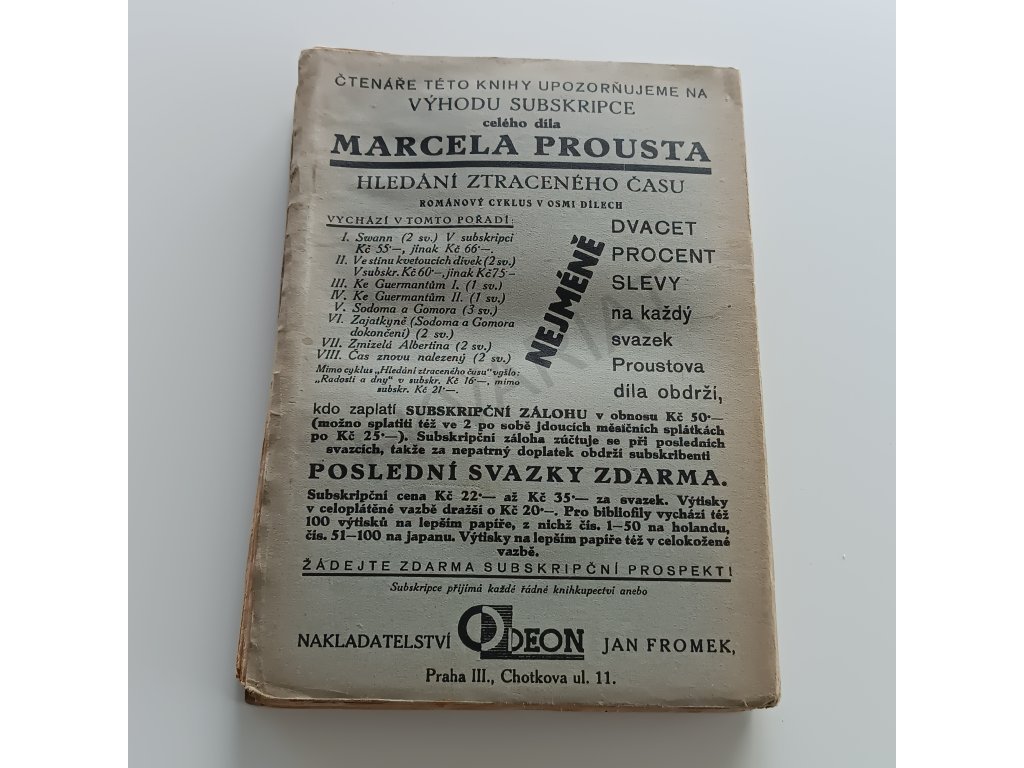 ČTENÁŘE TÉTO KNIHY UPOZORŇUJEME NA
VÝHODU SUBSKRIPCE
celého díla
MARCELA PROUSTA
HLEDÁNÍ ZTRACENÉHO ČASU
ROMÁNOVÝ CYKLUS V OSMI DÍLECH
VYCHÁZÍ V TOMTO POŘADÍ:
I. Swann (2 sv.) V subskripci
Kč 55·—, jinak Kč 66·—.
II. Ve stínu kvetoucích dívek (2 sv.)
V subskr. Kč 60·—, jinak Kč 75·—
III. Ke Guermantům I. (1 sv.)
IV. Ke Guermantům II. (1 sv.)
V. Sodoma a Gomora (3 sv.)
VI. Zajatkyně (Sodoma a Gomora
dokončení) (2 sv.)
VII. Zmizelá Albertina (2 sv.)
VIII. Čas znovu nalezený (2 sv.)
Mimo cyklus „Hledání ztraceného času" vyšlo:
„Radosti a dny" v subskr. Kč 16·—, mimo
subskr. Kč 21·—.
NEJMÉNĚ
DVACET
PROCENT
SLEVY
na každý
svazek
Proustova
díla obdrží,
kdo zaplatí SUBSKRIPČNÍ ZÁLOHU v obnosu Kč 50·—
(možno splatiti též ve 2 po sobě jdoucích měsíčních splátkách
po Kč 25·—). Subskripční záloha zúčtuje se při posledních
svazcích, takže za nepatrný doplatek obdrží subskribenti
POSLEDNÍ SVAZKY ZDARMA.
Subskripční cena Kč 22·— až Kč 35·— za svazek. Výtisky
v celoplátěné vazbě dražší o Kč 20·—. Pro bibliofily vychází též
100 výtisků na lepším papíře, z nichž čís. 1–50 na holandu,
čís. 51–100 na japanu. Výtisky na lepším papíře též v celokožené
vazbě.
ŽÁDEJTE ZDARMA SUBSKRIPČNÍ PROSPEKT!
Subskripce přijímá každé řádné knihkupectví anebo
NAKLADATELSTVÍ ODEON JAN FROMEK,
Praha III., Chotkova ul. 11.